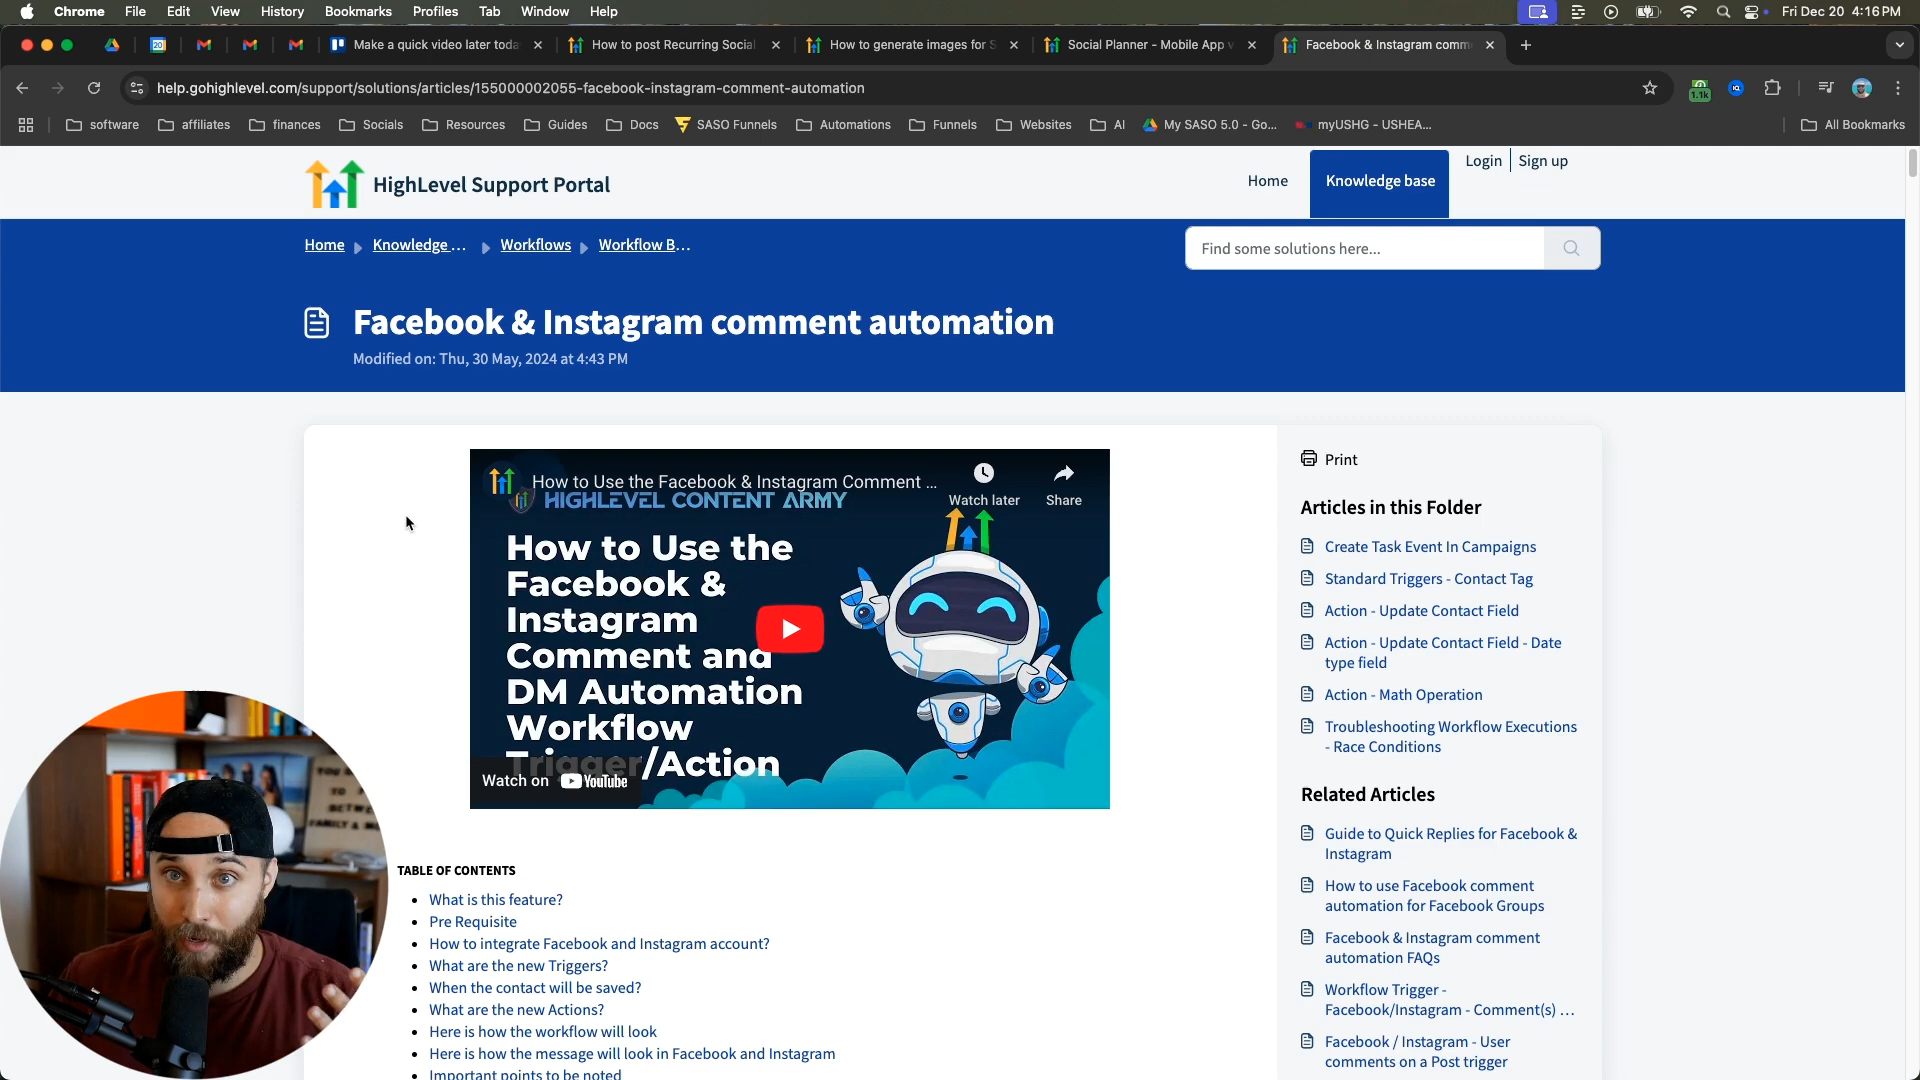 Chrome File Edit View History Bookmarks Profiles Tab Window Help Fri Dec 20 4:16 PM
20 Make a quick video later toda How to post Recurring Social How to generate images for S Social Planner - Mobile App v Facebook & Instagram comm
help.gohighlevel.com/support/solutions/articles/155000002055-facebook-instagram-comment-automation 1.1k
software affiliates finances Socials Resources Guides Docs SASO Funnels Automations Funnels Websites AI My SASO 5.0 - Go... myUSHG - USHEA... All Bookmarks
HighLevel Support Portal
Home Knowledge base Login Sign up
Home Knowledge ... Workflows Workflow B...
Find some solutions here...
Facebook & Instagram comment automation
Modified on: Thu, 30 May, 2024 at 4:43 PM
How to Use the Facebook & Instagram Comment ...
HIGHLEVEL CONTENT ARMY
Watch later Share
How to Use the
Facebook &
Instagram
Comment and
DM Automation
Workflow
Trigger/Action
Watch on YouTube
TABLE OF CONTENTS
What is this feature?
Pre Requisite
How to integrate Facebook and Instagram account?
What are the new Triggers?
When the contact will be saved?
What are the new Actions?
Here is how the workflow will look
Here is how the message will look in Facebook and Instagram
Important points to be noted
Print
Articles in this Folder
Create Task Event In Campaigns
Standard Triggers - Contact Tag
Action - Update Contact Field
Action - Update Contact Field - Date
type field
Action - Math Operation
Troubleshooting Workflow Executions
- Race Conditions
Related Articles
Guide to Quick Replies for Facebook &
Instagram
How to use Facebook comment
automation for Facebook Groups
Facebook & Instagram comment
automation FAQs
Workflow Trigger -
Facebook/Instagram - Comment(s) ...
Facebook / Instagram - User
comments on a Post trigger